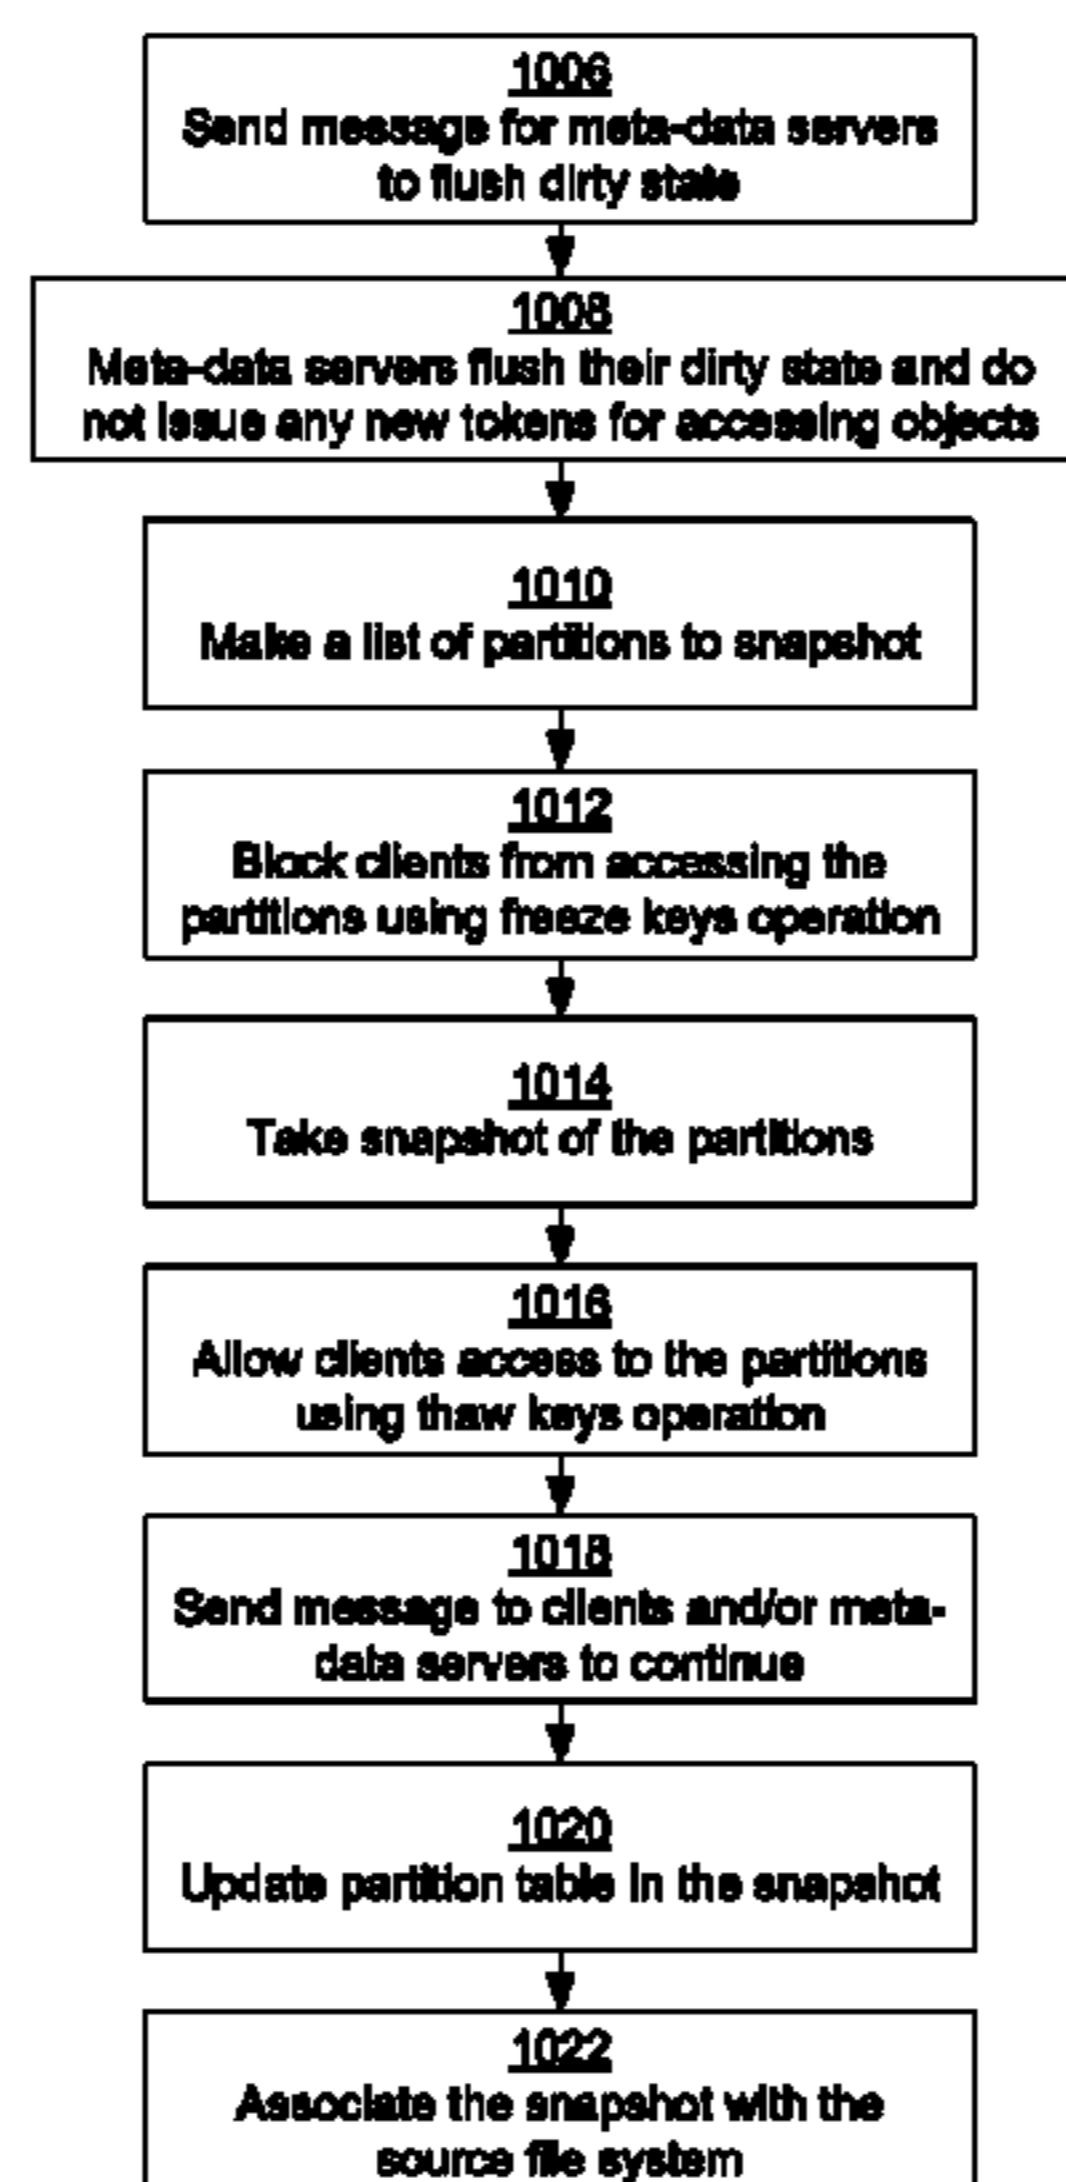 1006
Send message for meta-data servers
to flush dirty state
1008
Meta-data servers flush their dirty state and do
not issue any new tokens for accessing objects
1010
Make a list of partitions to snapshot
1012
Block clients from accessing the
partitions using freeze keys operation
1014
Take snapshot of the partitions
1016
Allow clients access to the partitions
using thaw keys operation
1018
Send message to clients and/or meta-
data servers to continue
1020
Update partition table in the snapshot
1022
Associate the snapshot with the
source file system